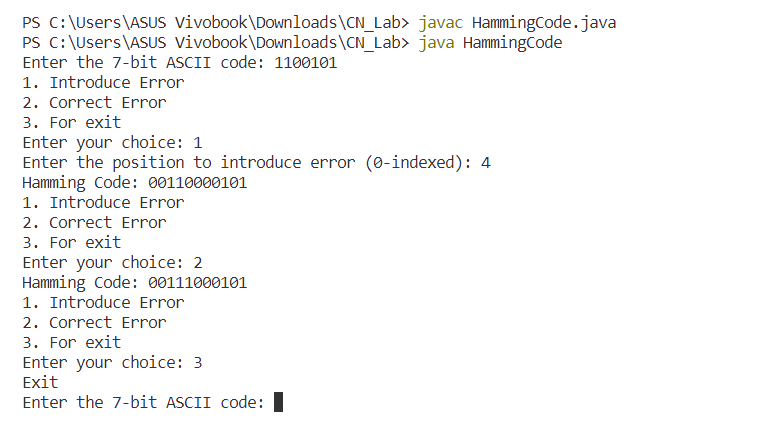 PS C:\Users\ASUS Vivobook\Downloads\CN_Lab> javac HammingCode.java
PS C:\Users\ASUS Vivobook\Downloads\CN_Lab> java HammingCode
Enter the 7-bit ASCII code: 1100101
1. Introduce Error
2. Correct Error
3. For exit
Enter your choice: 1
Enter the position to introduce error (0-indexed): 4
Hamming Code: 00110000101
1. Introduce Error
2. Correct Error
3. For exit
Enter your choice: 2
Hamming Code: 00111000101
1. Introduce Error
2. Correct Error
3. For exit
Enter your choice: 3
Exit
Enter the 7-bit ASCII code: